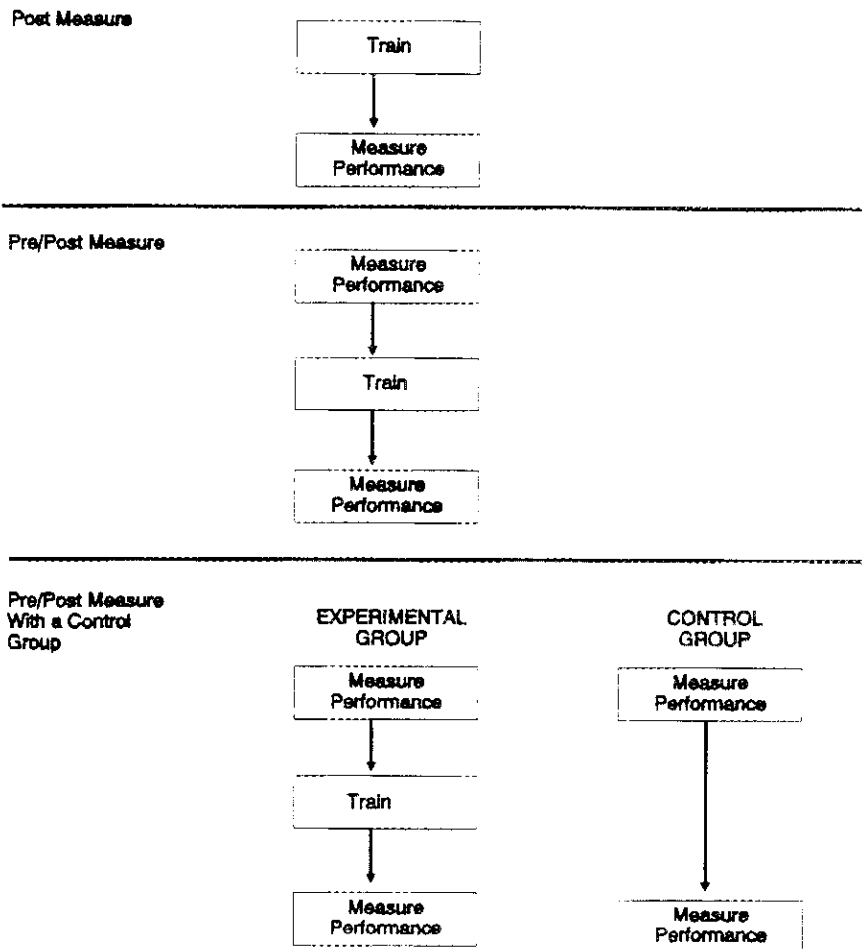 Post Measure
Train
Measure
Performance
Pre/Post Measure
Measure
Performance
Train
Measure
Performance
Pre/Post Measure
With a Control
Group
EXPERIMENTAL
GROUP
CONTROL
GROUP
Measure
Performance
Measure
Performance
Train
Measure
Performance
Measure
Performance